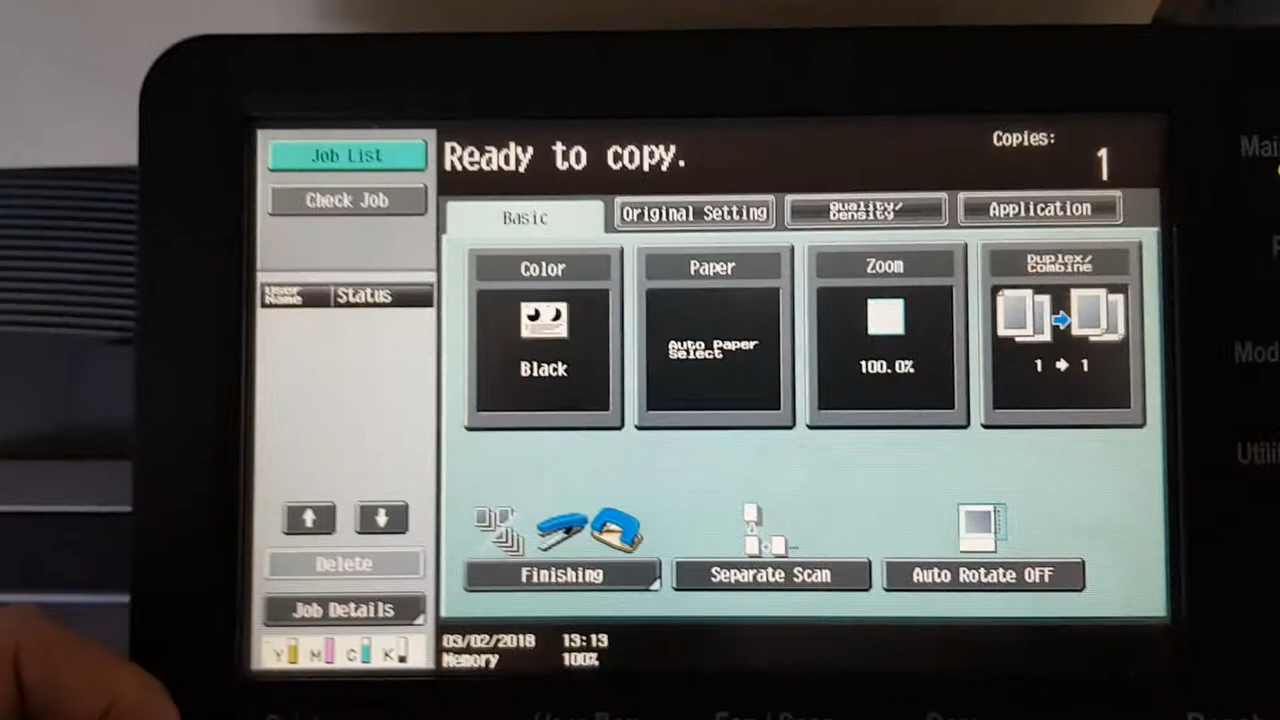 Job List
Check Job
User Name
Status
Delete
Job Details
Y M C K
Ready to copy.
Copies:
1
Basic
Original Setting
Quality/
Density
Application
Color
Black
Paper
Auto Paper
Select
Zoom
100.0%
Duplex/
Combine
1 → 1
Finishing
Separate Scan
Auto Rotate OFF
03/02/2018 13:13
Memory 100%